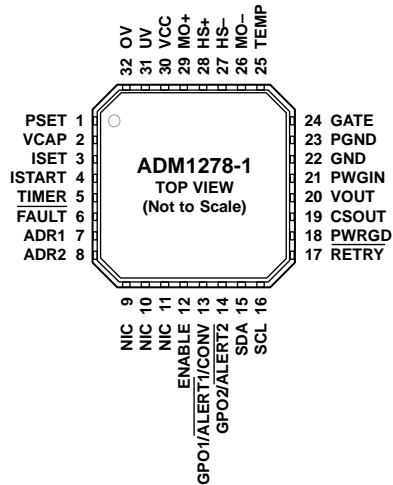 32 OV
31 UV
30 VCC
29 MO+
28 HS+
27 HS–
26 MO–
25 TEMP
PSET 1
VCAP 2
ISET 3
ISTART 4
TIMER 5
FAULT 6
ADR1 7
ADR2 8
ADM1278-1
TOP VIEW
(Not to Scale)
24 GATE
23 PGND
22 GND
21 PWGIN
20 VOUT
19 CSOUT
18 PWRGD
17 RETRY
NIC 9
NIC 10
NIC 11
ENABLE 12
GPO1/ALERT1/CONV 13
GPO2/ALERT2 14
SDA 15
SCL 16